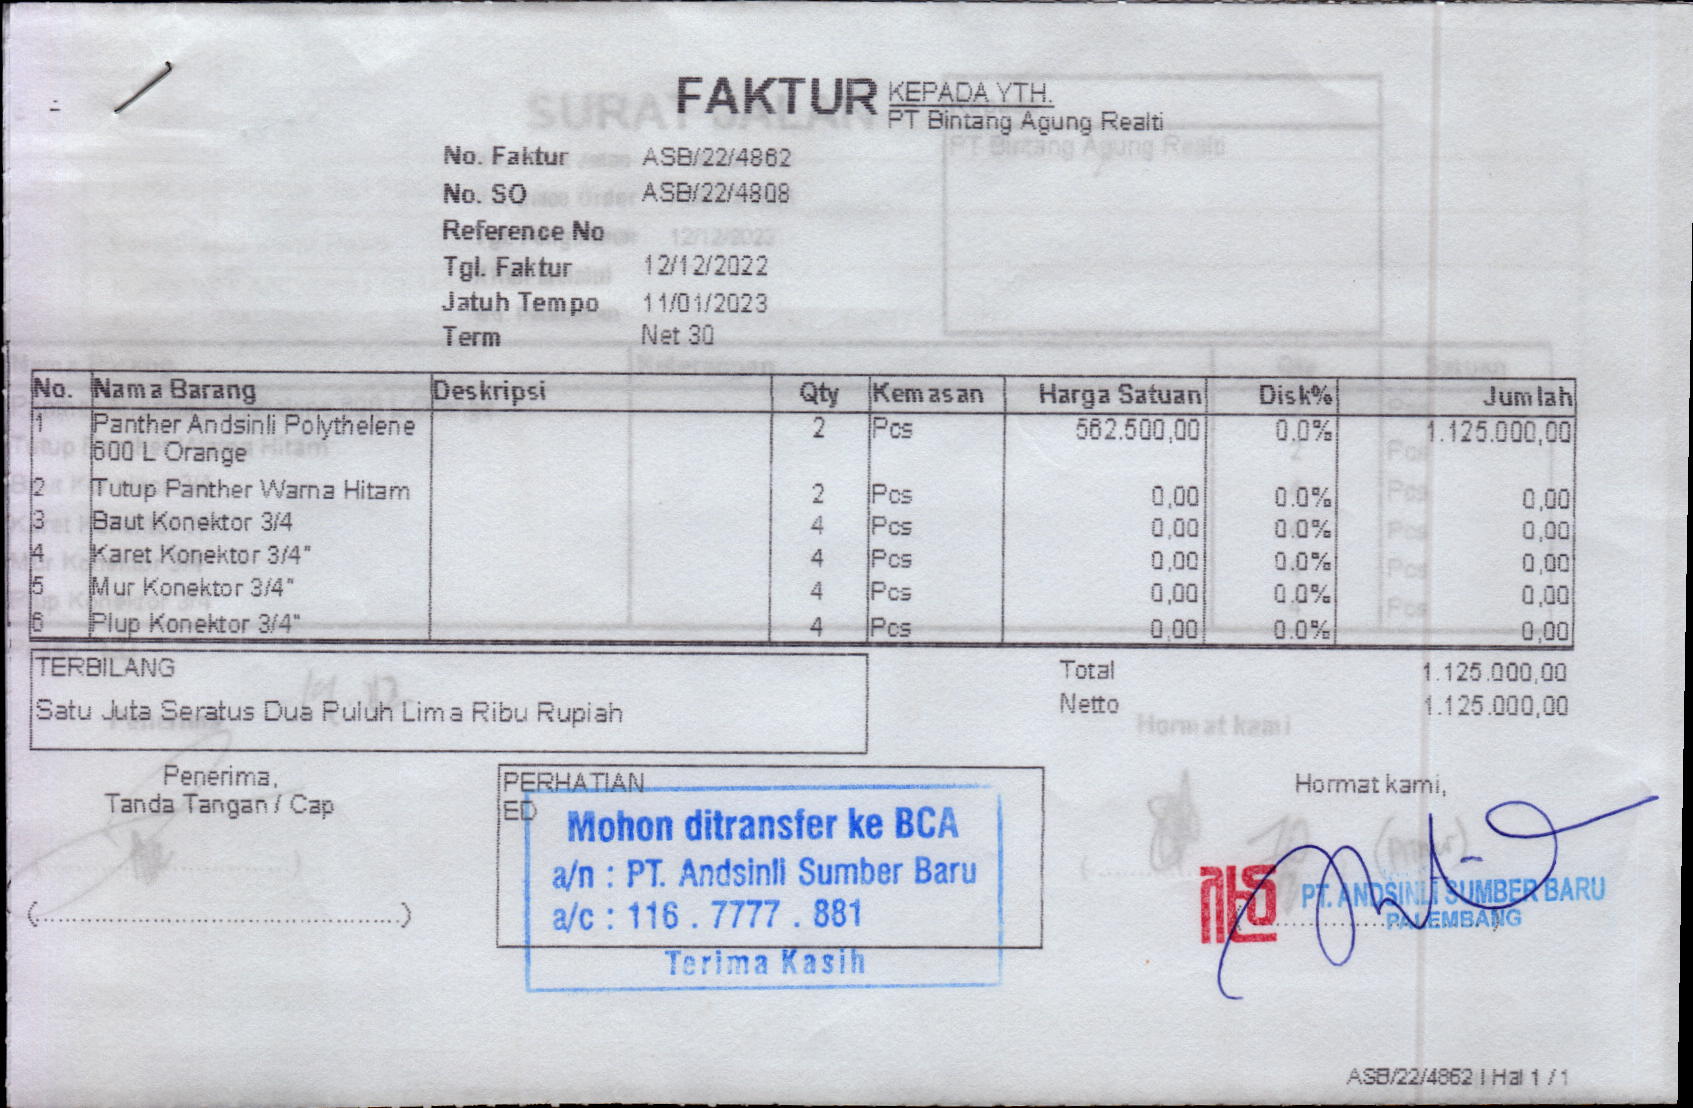 FAKTUR
KEPADA YTH.
PT Bintang Agung Realti
No. Faktur ASB/22/4862
No. SO ASB/22/4808
Reference No
Tgl. Faktur 12/12/2022
Jatuh Tempo 11/01/2023
Term Net 30
No. Nama Barang Deskripsi Qty Kemasan Harga Satuan Disk% Jumlah
1 Panther Andsinli Polythelene 2 Pcs 562.500,00 0.0% 1.125.000,00
600 L Orange
2 Tutup Panther Warna Hitam 2 Pcs 0,00 0.0% 0,00
3 Baut Konektor 3/4 4 Pcs 0,00 0.0% 0,00
4 Karet Konektor 3/4" 4 Pcs 0,00 0.0% 0,00
5 Mur Konektor 3/4" 4 Pcs 0,00 0.0% 0,00
6 Plup Konektor 3/4" 4 Pcs 0,00 0.0% 0,00
TERBILANG
Satu Juta Seratus Dua Puluh Lima Ribu Rupiah
Total 1.125.000,00
Netto 1.125.000,00
Penerima,
Tanda Tangan / Cap
(...........................................................)
PERHATIAN
ED
Mohon ditransfer ke BCA
a/n : PT. Andsinli Sumber Baru
a/c : 116 . 7777 . 881
Terima Kasih
Hormat kami,
PT. ANDSINLI SUMBER BARU
PALEMBANG
ASB/22/4862 | Hal 1 / 1